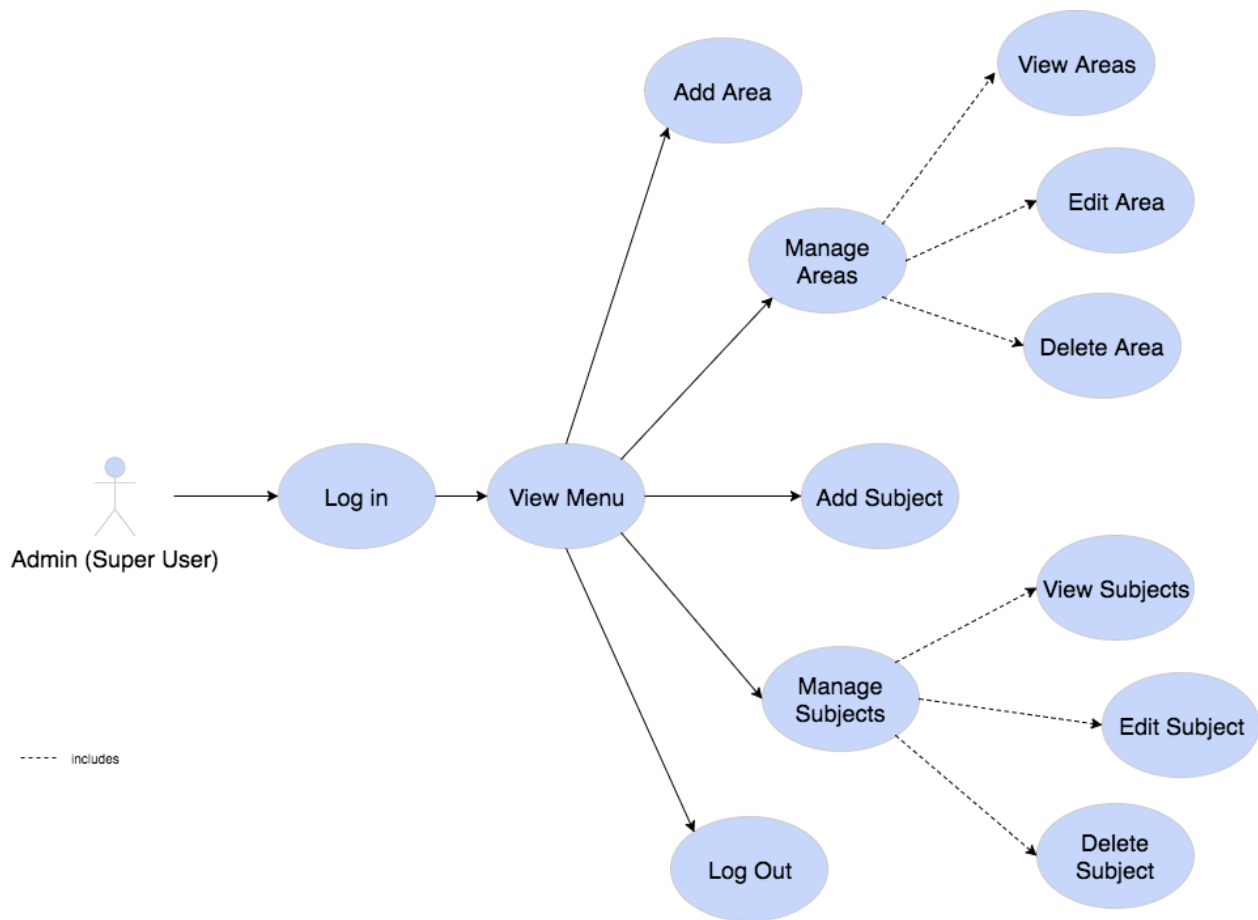 View Areas
Add Area
Edit Area
Manage
Areas
Delete Area
Log in
View Menu
Add Subject
Admin (Super User)
View Subjects
Manage
Subjects
Edit Subject
includes
Delete
Subject
Log Out